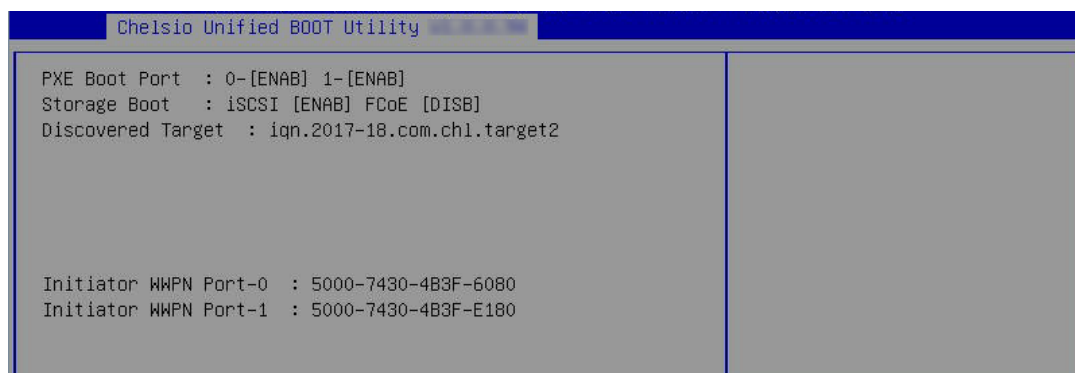 Chelsio Unified BOOT Utility
PXE Boot Port : 0-[ENAB] 1-[ENAB]
Storage Boot : iSCSI [ENAB] FCoE [DISB]
Discovered Target : iqn.2017-18.com.chl.target2
Initiator WWPN Port-0 : 5000-7430-4B3F-6080
Initiator WWPN Port-1 : 5000-7430-4B3F-E180